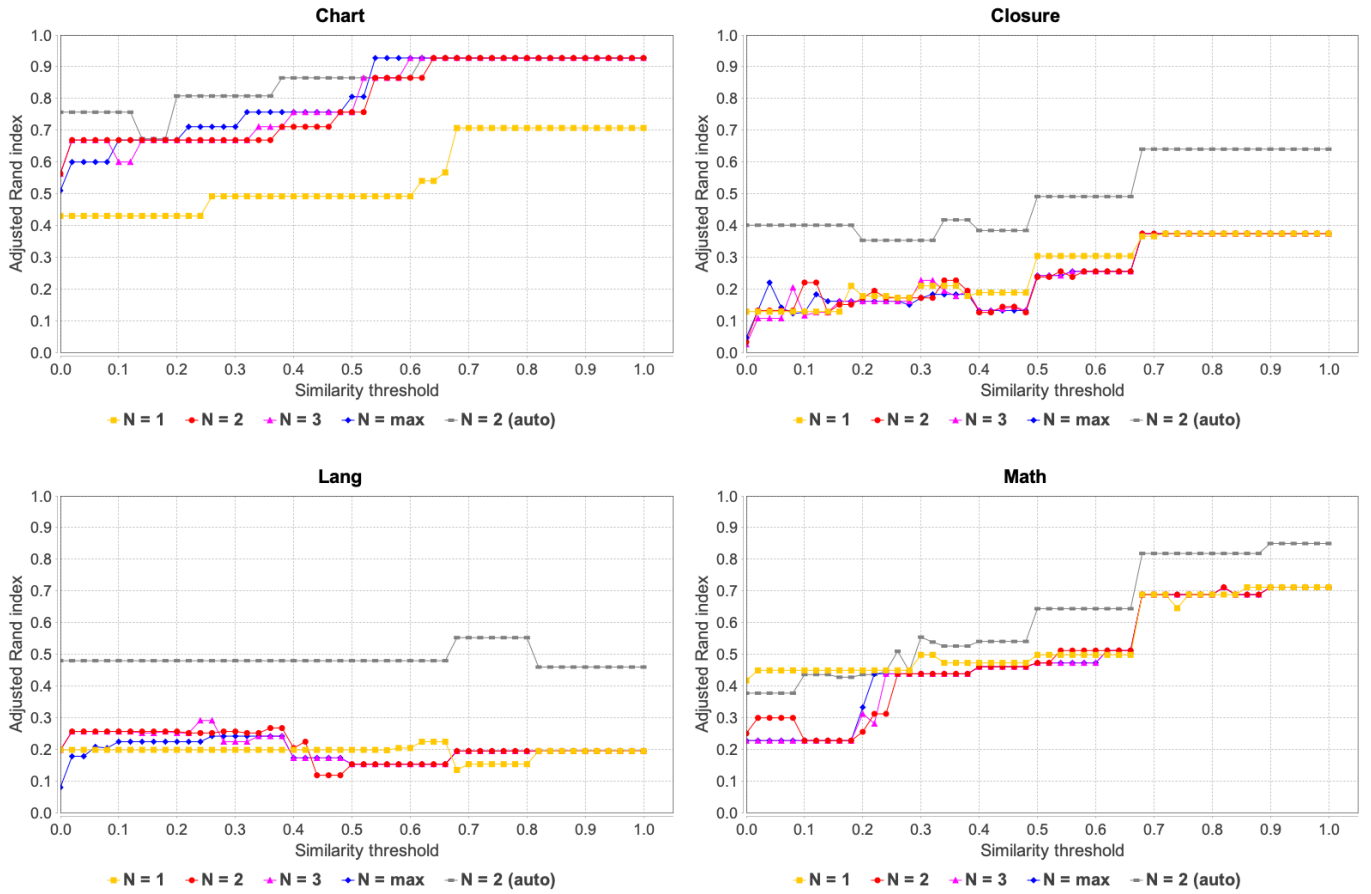 Chart
Adjusted Rand index
1.0
0.9
0.8
0.7
0.6
0.5
0.4
0.3
0.2
0.1
0.0
0.0 0.1 0.2 0.3 0.4 0.5 0.6 0.7 0.8 0.9 1.0
Similarity threshold
N = 1 N = 2 N = 3 N = max N = 2 (auto)
Closure
Adjusted Rand index
1.0
0.9
0.8
0.7
0.6
0.5
0.4
0.3
0.2
0.1
0.0
0.0 0.1 0.2 0.3 0.4 0.5 0.6 0.7 0.8 0.9 1.0
Similarity threshold
N = 1 N = 2 N = 3 N = max N = 2 (auto)
Lang
Adjusted Rand index
1.0
0.9
0.8
0.7
0.6
0.5
0.4
0.3
0.2
0.1
0.0
0.0 0.1 0.2 0.3 0.4 0.5 0.6 0.7 0.8 0.9 1.0
Similarity threshold
N = 1 N = 2 N = 3 N = max N = 2 (auto)
Math
Adjusted Rand index
1.0
0.9
0.8
0.7
0.6
0.5
0.4
0.3
0.2
0.1
0.0
0.0 0.1 0.2 0.3 0.4 0.5 0.6 0.7 0.8 0.9 1.0
Similarity threshold
N = 1 N = 2 N = 3 N = max N = 2 (auto)